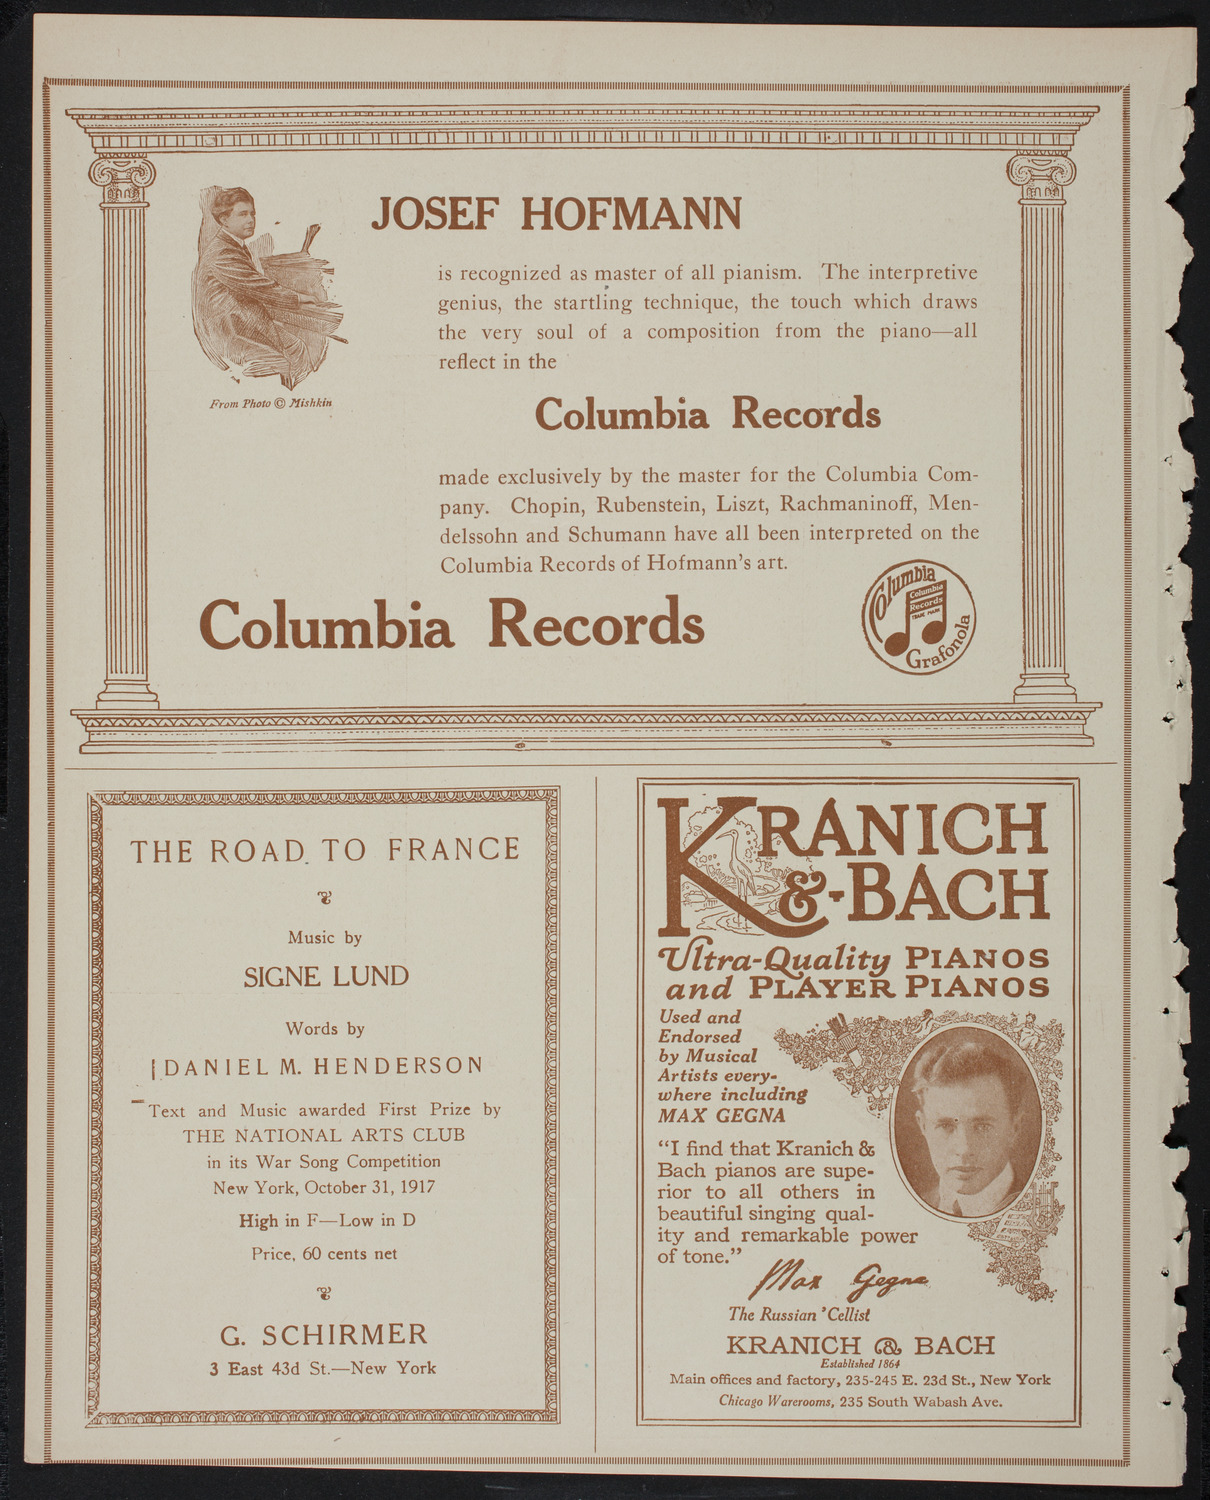 JOSEF HOFMANN
is recognized as master of all pianism. The interpretive
genius, the startling technique, the touch which draws
the very soul of a composition from the piano—all
reflect in the
From Photo © Mishkin
Columbia Records
made exclusively by the master for the Columbia Com-
pany. Chopin, Rubenstein, Liszt, Rachmaninoff, Men-
delssohn and Schumann have all been interpreted on the
Columbia Records of Hofmann's art.
Columbia Records
Columbia
Columbia
Records
TRADE MARK
Grafonola
THE ROAD TO FRANCE
Music by
SIGNE LUND
Words by
DANIEL M. HENDERSON
Text and Music awarded First Prize by
THE NATIONAL ARTS CLUB
in its War Song Competition
New York, October 31, 1917
High in F—Low in D
Price, 60 cents net
G. SCHIRMER
3 East 43d St.—New York
KRANICH
&-BACH
Ultra-Quality PIANOS
and PLAYER PIANOS
Used and
Endorsed
by Musical
Artists every-
where including
MAX GEGNA
"I find that Kranich &
Bach pianos are supe-
rior to all others in
beautiful singing qual-
ity and remarkable power
of tone."
Max Gegna
The Russian 'Cellist
KRANICH & BACH
Established 1864
Main offices and factory, 235-245 E. 23d St., New York
Chicago Warerooms, 235 South Wabash Ave.